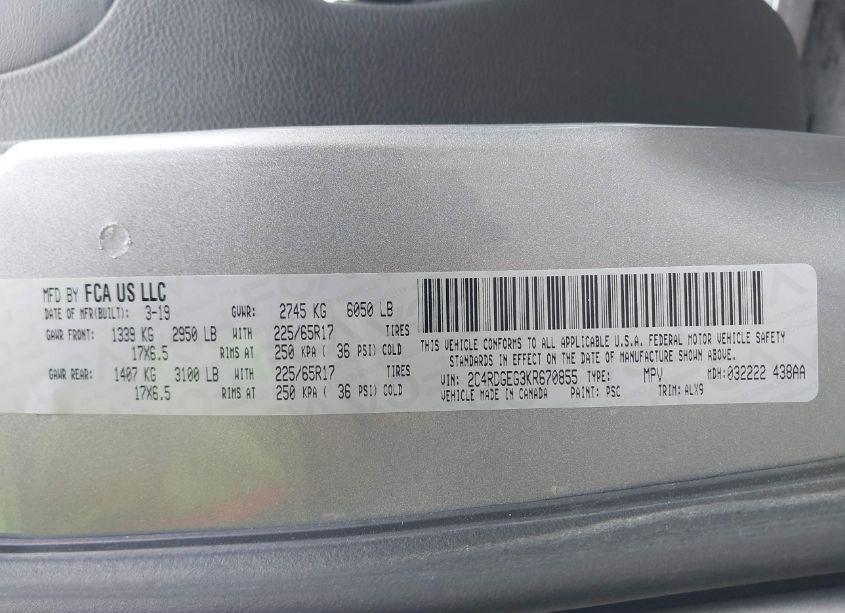 MFD BY FCA US LLC
DATE OF MFR(BUILT): 3-19 GVWR: 2745 KG 6050 LB
GAWR FRONT: 1339 KG 2950 LB WITH 225/65R17 TIRES
17X6.5 RIMS AT 250 KPA ( 36 PSI) COLD
GAWR REAR: 1407 KG 3100 LB WITH 225/65R17 TIRES
17X6.5 RIMS AT 250 KPA ( 36 PSI) COLD
THIS VEHICLE CONFORMS TO ALL APPLICABLE U.S.A. FEDERAL MOTOR VEHICLE SAFETY
STANDARDS IN EFFECT ON THE DATE OF MANUFACTURE SHOWN ABOVE.
VIN: 2C4RDGEG3KR670855 TYPE: MPV MDH: 032222 438AA
VEHICLE MADE IN CANADA PAINT: PSC TRIM: ALX9